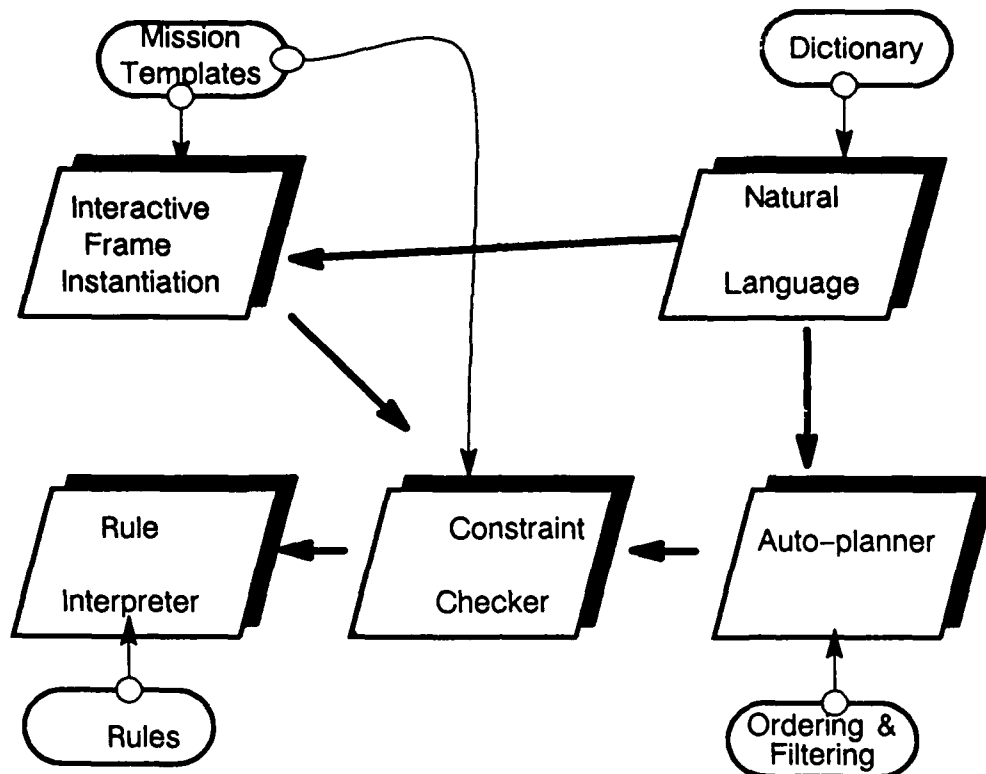 Mission
Templates
Dictionary
Interactive
Frame
Instantiation
Natural
Language
Rule
Interpreter
Constraint
Checker
Auto-planner
Rules
Ordering &
Filtering